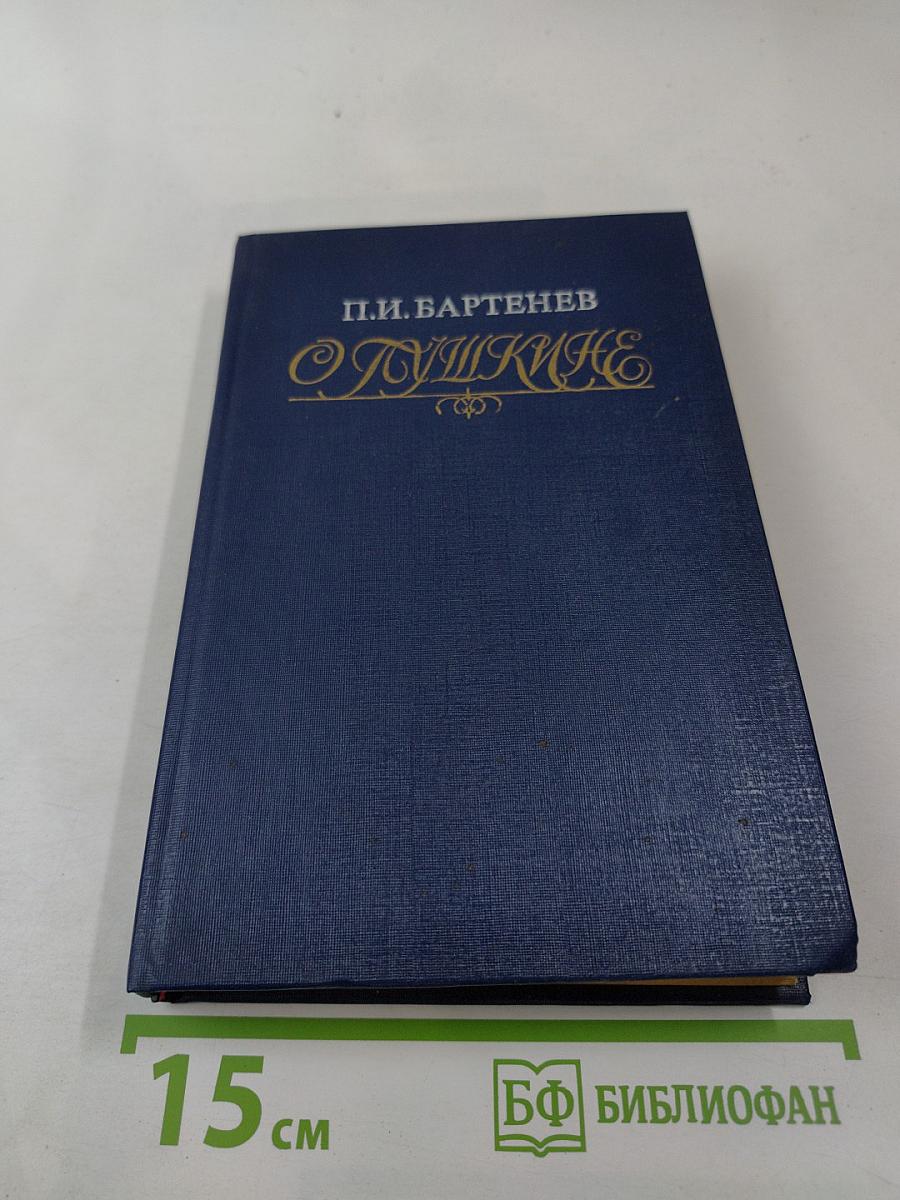 П.И. БАРТЕНЕВ
О ПУШКИНЕ
15 см
БФ БИБЛИОФАН